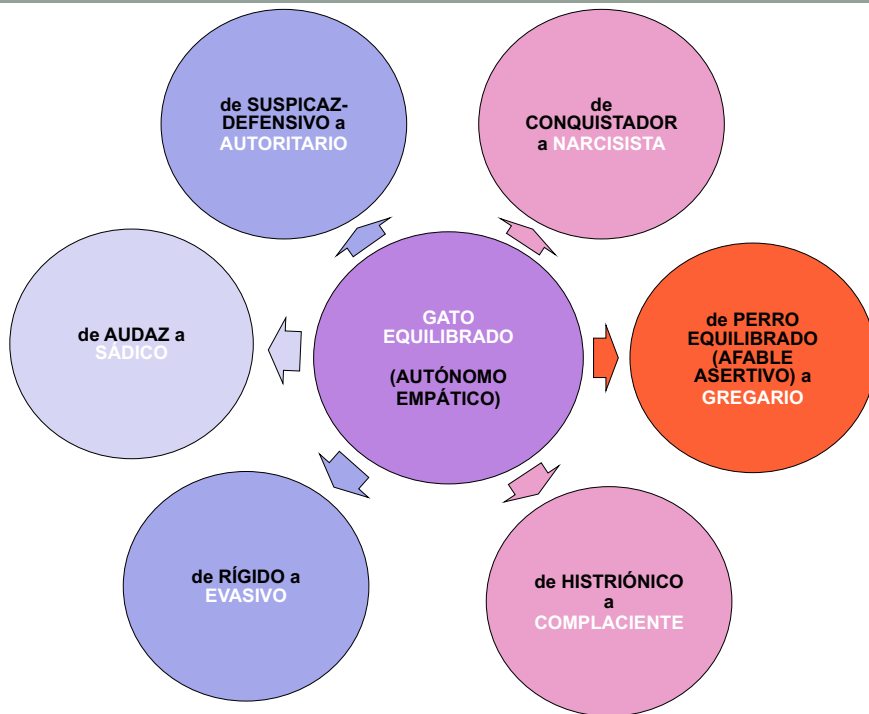 de SUSPICAZ-
DEFENSIVO a
AUTORITARIO
de
CONQUISTADOR
a NARCISISTA
de AUDAZ a
SÁDICO
GATO
EQUILIBRADO
(AUTÓNOMO
EMPÁTICO)
de PERRO
EQUILIBRADO
(AFABLE
ASERTIVO) a
GREGARIO
de RÍGIDO a
EVASIVO
de HISTRIÓNICO
a
COMPLACIENTE